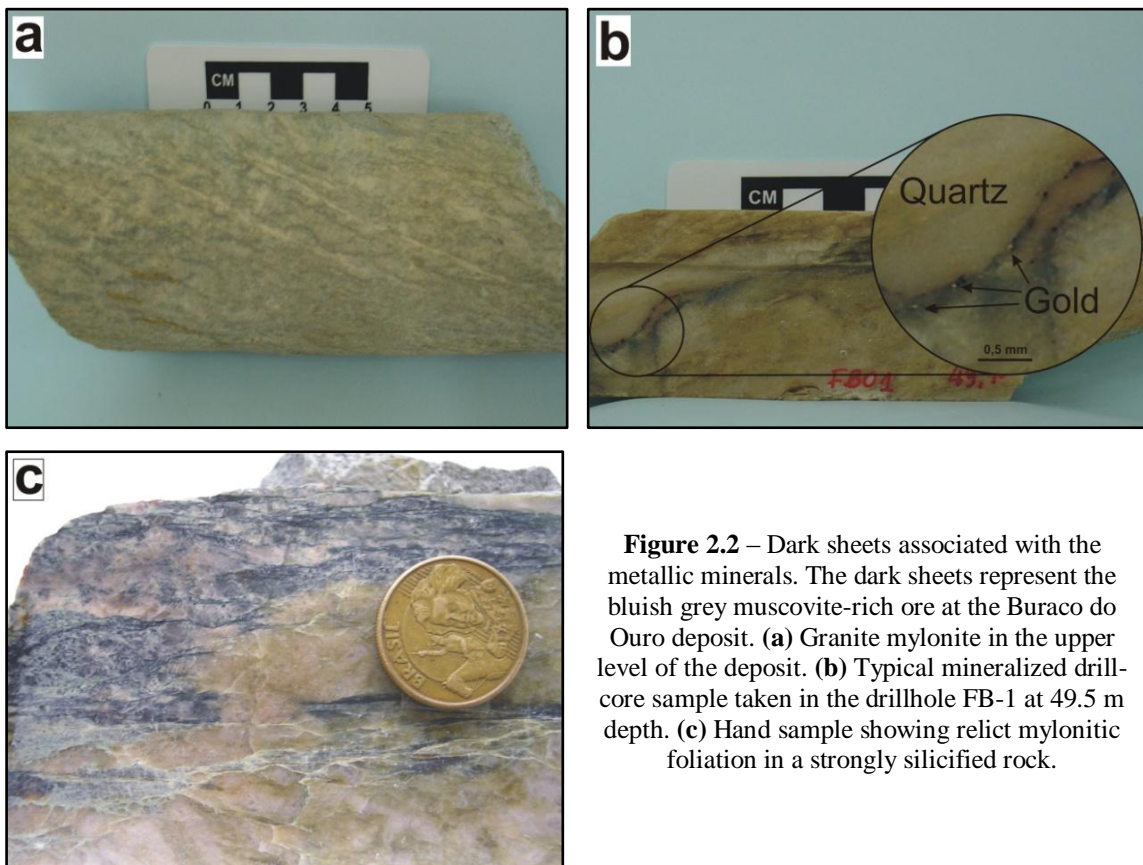 a
CM
0 1 2 3 4 5
b
CM
Quartz
Gold
0,5 mm
FB01
c
BRASIL
Figure 2.2 – Dark sheets associated with the
metallic minerals. The dark sheets represent the
bluish grey muscovite-rich ore at the Buraco do
Ouro deposit. (a) Granite mylonite in the upper
level of the deposit. (b) Typical mineralized drill-
core sample taken in the drillhole FB-1 at 49.5 m
depth. (c) Hand sample showing relict mylonitic
foliation in a strongly silicified rock.